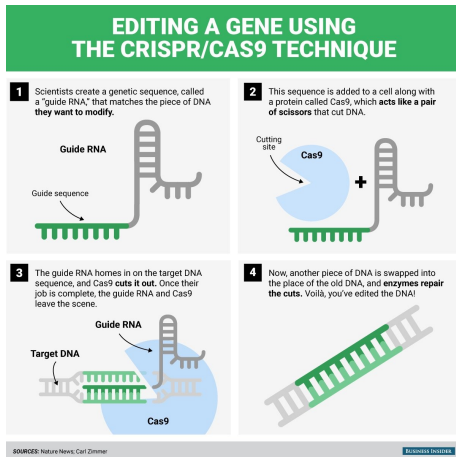 EDITING A GENE USING
THE CRISPR/CAS9 TECHNIQUE
1
Scientists create a genetic sequence, called
a “guide RNA,” that matches the piece of DNA
they want to modify.
Guide RNA
Guide sequence
2
This sequence is added to a cell along with
a protein called Cas9, which acts like a pair
of scissors that cut DNA.
Cutting
site
Cas9
+
3
The guide RNA homes in on the target DNA
sequence, and Cas9 cuts it out. Once their
job is complete, the guide RNA and Cas9
leave the scene.
Guide RNA
Target DNA
Cas9
4
Now, another piece of DNA is swapped into
the place of the old DNA, and enzymes repair
the cuts. Voilà, you’ve edited the DNA!
SOURCES: Nature News; Carl Zimmer
BUSINESS INSIDER